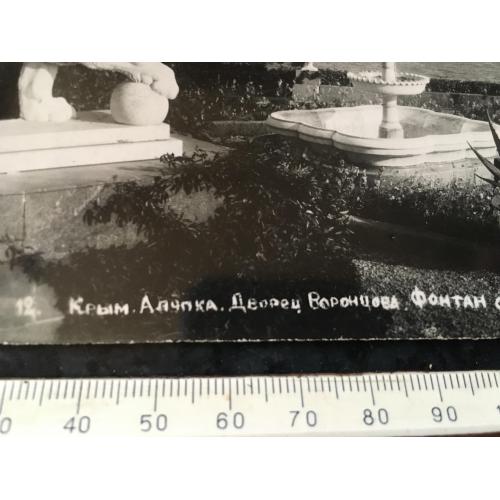 12. Крым. Алупка. Дворец Воронцова. Фонтан
40 50 60 70 80 90